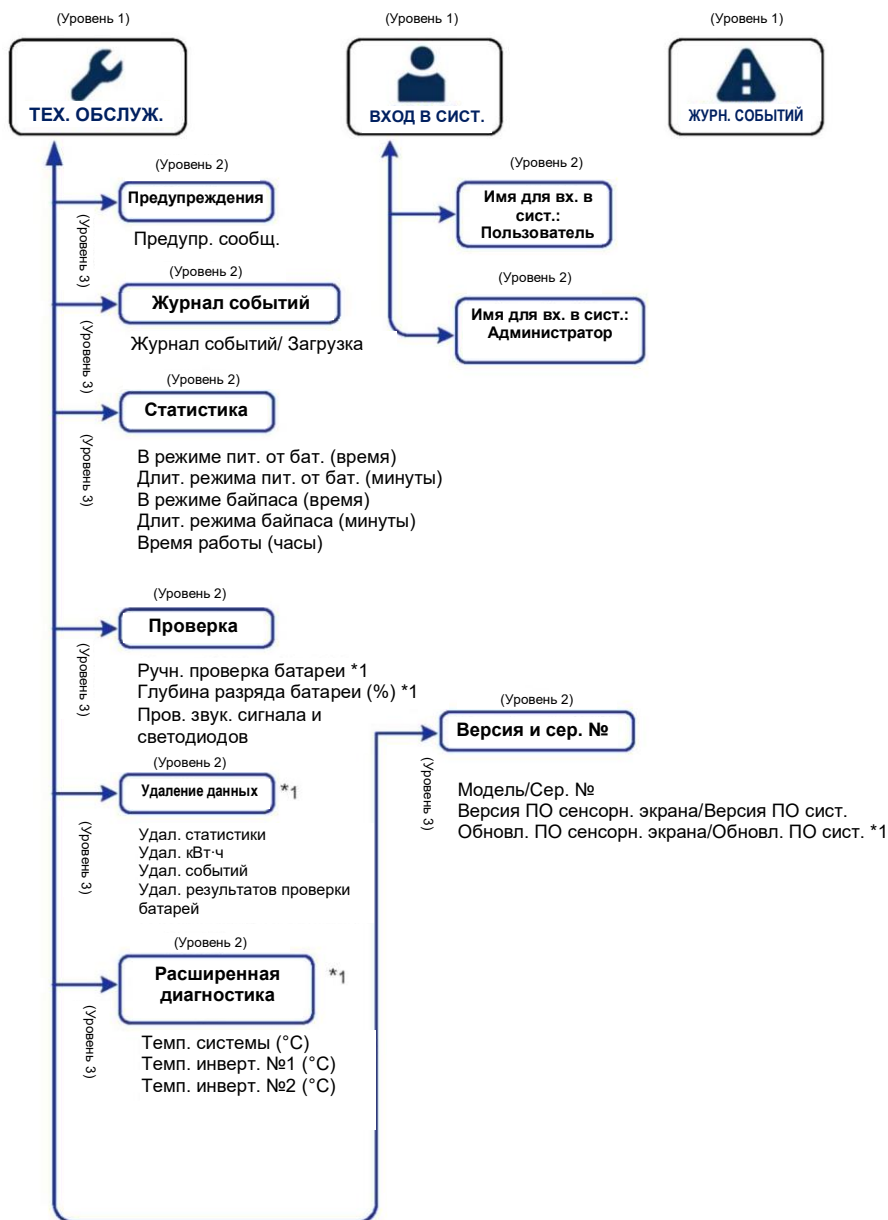 (Уровень 1)
(Уровень 1)
(Уровень 1)
ТЕХ. ОБСЛУЖ.
ВХОД В СИСТ.
ЖУРН. СОБЫТИЙ
(Уровень 2)
Предупреждения
(Уровень 3)
Предупр. сообщ.
(Уровень 2)
Журнал событий
(Уровень 3)
Журнал событий/ Загрузка
(Уровень 2)
Статистика
(Уровень 3)
В режиме пит. от бат. (время)
Длит. режима пит. от бат. (минуты)
В режиме байпаса (время)
Длит. режима байпаса (минуты)
Время работы (часы)
(Уровень 2)
Проверка
(Уровень 3)
Ручн. проверка батареи *1
Глубина разряда батареи (%) *1
Пров. звук. сигнала и
светодиодов
(Уровень 2)
Удаление данных *1
(Уровень 3)
Удал. статистики
Удал. кВт·ч
Удал. событий
Удал. результатов проверки
батарей
(Уровень 2)
Расширенная
диагностика
*1
(Уровень 3)
Темп. системы (°C)
Темп. инверт. №1 (°C)
Темп. инверт. №2 (°C)
(Уровень 2)
Имя для вх. в
сист.:
Пользователь
(Уровень 2)
Имя для вх. в сист.:
Администратор
(Уровень 2)
Версия и сер. №
(Уровень 3)
Модель/Сер. №
Версия ПО сенсорн. экрана/Версия ПО сист.
Обновл. ПО сенсорн. экрана/Обновл. ПО сист. *1